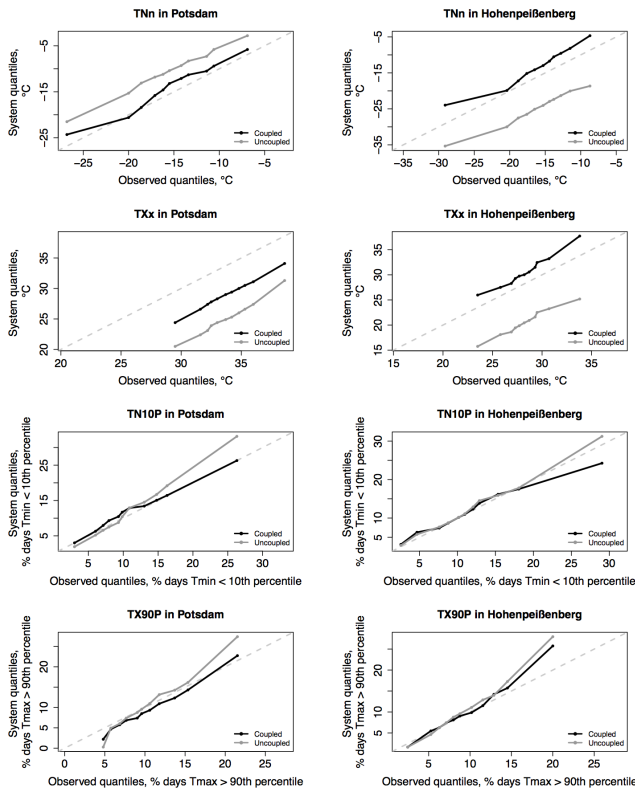 TNn in Potsdam
System quantiles,
°C
−5
−15
−25
−25
−20
−15
−10
−5
Observed quantiles, °C
Coupled
Uncoupled
TNn in Hohenpeißenberg
System quantiles,
°C
−5
−15
−25
−35
−35
−30
−25
−20
−15
−10
−5
Observed quantiles, °C
Coupled
Uncoupled
TXx in Potsdam
System quantiles,
°C
35
30
25
20
20
25
30
35
Observed quantiles, °C
Coupled
Uncoupled
TXx in Hohenpeißenberg
System quantiles,
°C
35
30
25
20
15
15
20
25
30
35
Observed quantiles, °C
Coupled
Uncoupled
TN10P in Potsdam
System quantiles,
% days Tmin < 10th percentile
25
15
5
5
10
15
20
25
30
Observed quantiles, % days Tmin < 10th percentile
Coupled
Uncoupled
TN10P in Hohenpeißenberg
System quantiles,
% days Tmin < 10th percentile
30
20
10
5
5
10
15
20
25
30
Observed quantiles, % days Tmin < 10th percentile
Coupled
Uncoupled
TX90P in Potsdam
System quantiles,
% days Tmax > 90th percentile
20
10
5
0
0
5
10
15
20
25
Observed quantiles, % days Tmax > 90th percentile
Coupled
Uncoupled
TX90P in Hohenpeißenberg
System quantiles,
% days Tmax > 90th percentile
20
10
5
5
10
15
20
25
Observed quantiles, % days Tmax > 90th percentile
Coupled
Uncoupled